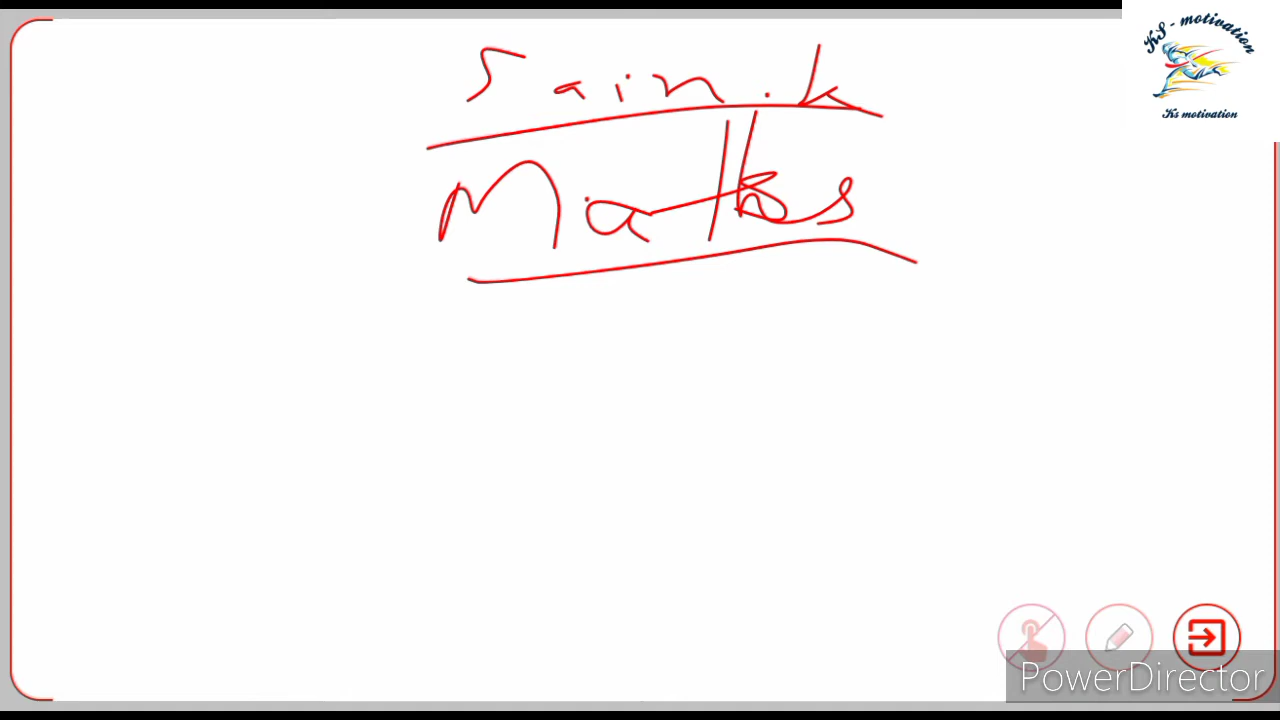 KS - motivation
Ks motivation
Sainik
Maths
PowerDirector